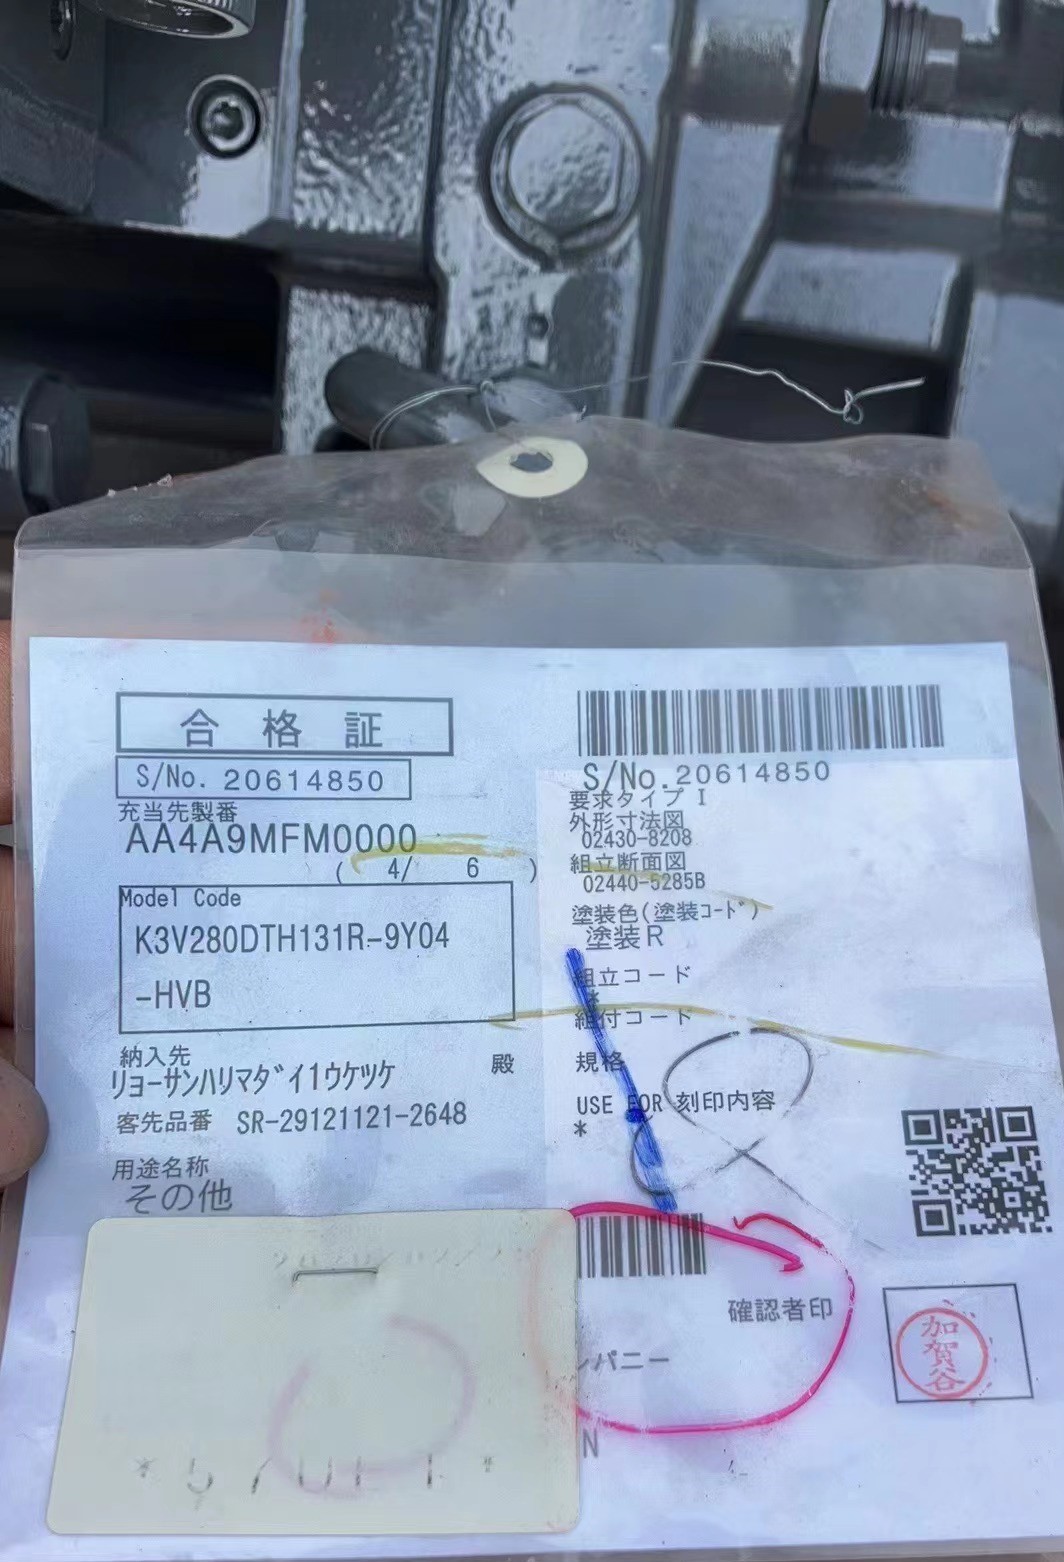 合格証
S/No. 20614850
充当先製番
AA4A9MFM0000
( 4/ 6 )
Model Code
K3V280DTH131R-9Y04
-HVB
納入先 殿
リョーサンハリマダイ1ウケツケ
客先品番 SR-29121121-2648
用途名称
その他
S/No. 20614850
要求タイプ I
外形寸法図
02430-8208
組立断面図
02440-5285B
塗装色(塗装コード)
塗装R
組立コード
*
組付コード
規格
USE FOR 刻印内容
*
確認者印
ンパニー
N
加賀谷